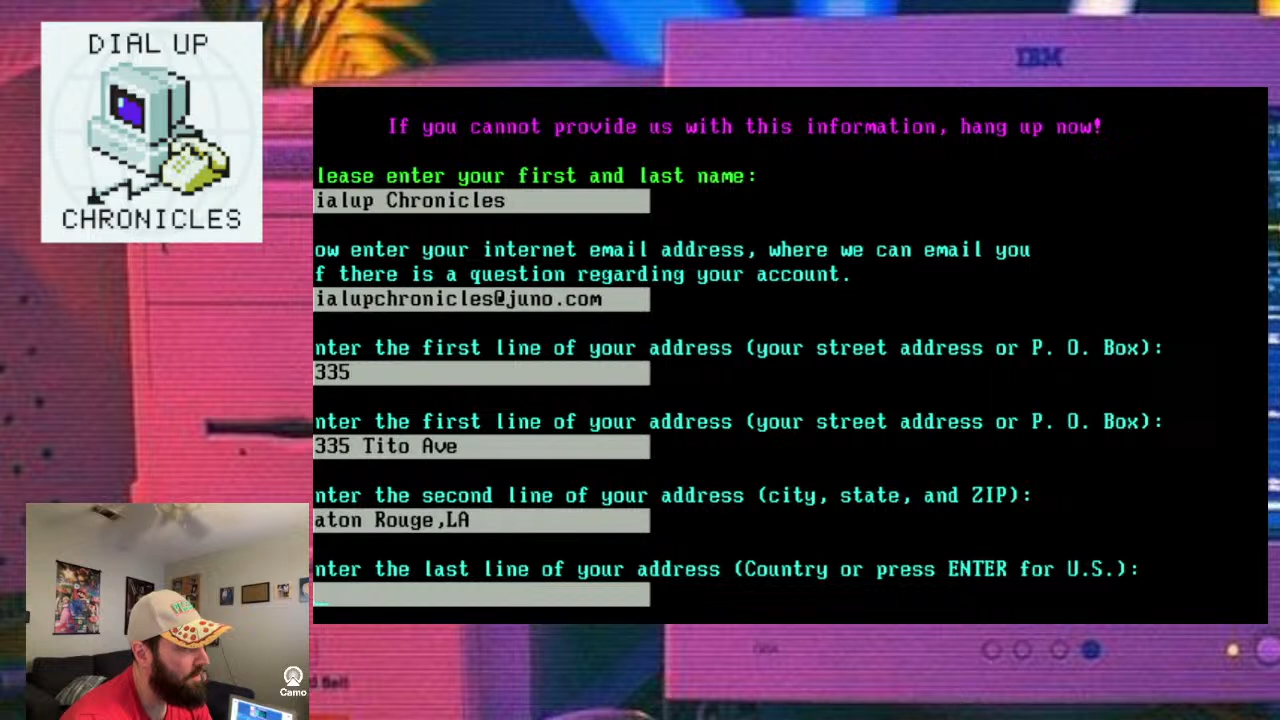 DIAL UP
CHRONICLES
IBM
If you cannot provide us with this information, hang up now!
lease enter your first and last name:
ialup Chronicles
ow enter your internet email address, where we can email you
f there is a question regarding your account.
ialupchronicles@juno.com
nter the first line of your address (your street address or P. O. Box):
335
nter the first line of your address (your street address or P. O. Box):
335 Tito Ave
nter the second line of your address (city, state, and ZIP):
aton Rouge,LA
nter the last line of your address (Country or press ENTER for U.S.):
Camo